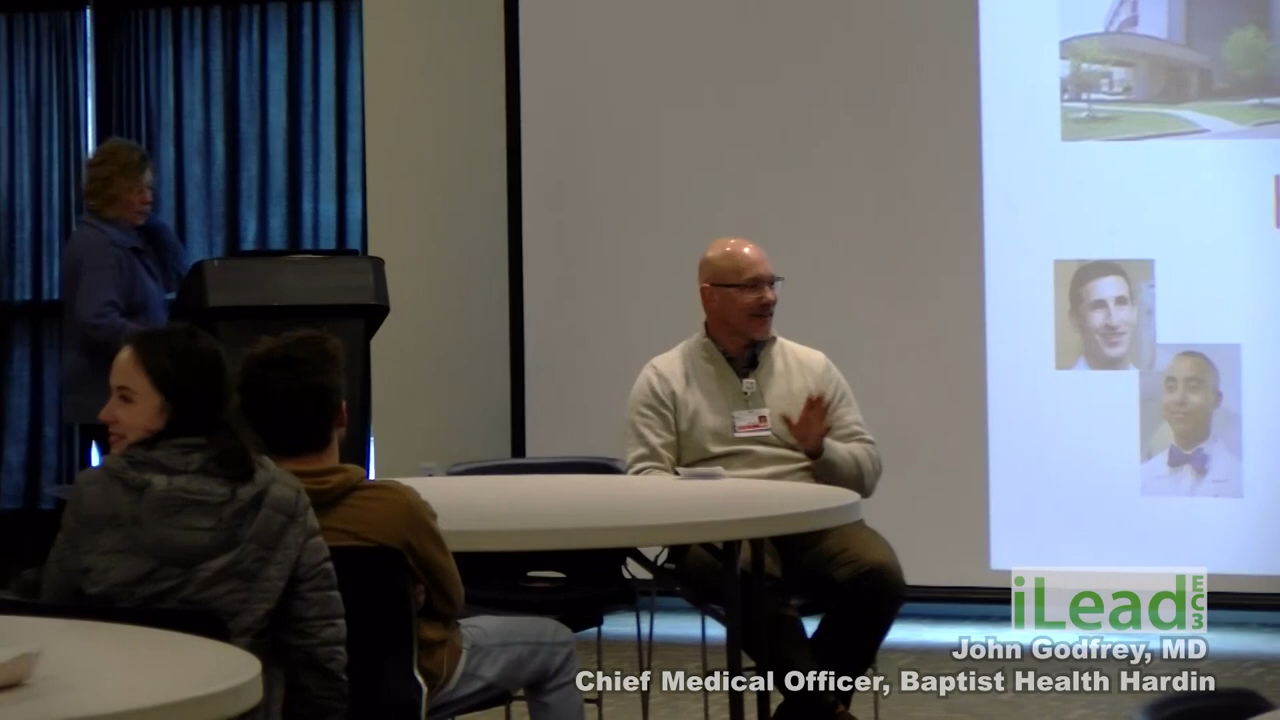 iLead EC3
John Godfrey, MD
Chief Medical Officer, Baptist Health Hardin